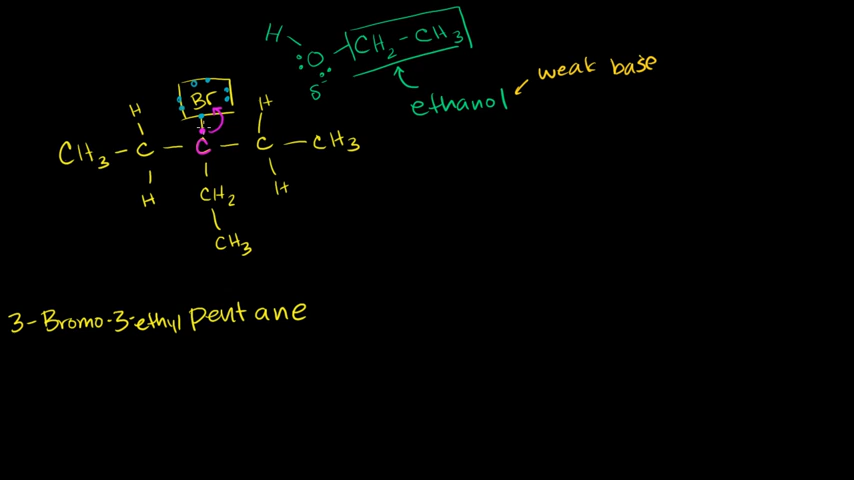 H
O
CH2 - CH3
δ-
ethanol
weak base
Br
H
H
CH3 - C - C - C - CH3
H
CH2
H
CH3
3-Bromo-3-ethyl pentane